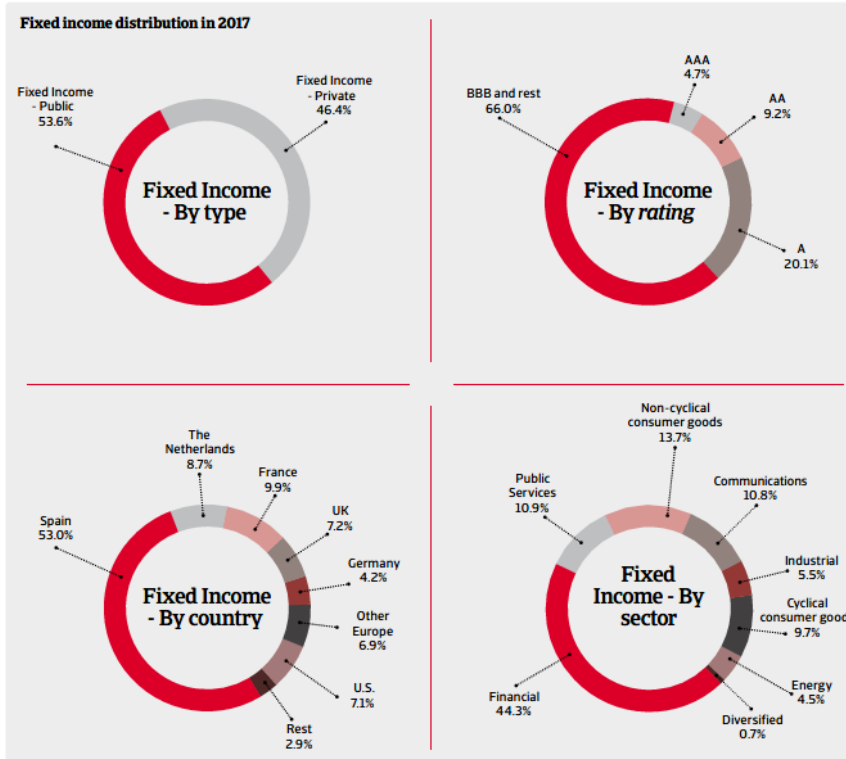 Fixed income distribution in 2017
Fixed Income
- Public
53.6%
Fixed Income
- Private
46.4%
Fixed Income
- By type
AAA
4.7%
BBB and rest
66.0%
AA
9.2%
Fixed Income
- By rating
A
20.1%
The
Netherlands
8.7%
France
9.9%
UK
7.2%
Spain
53.0%
Germany
4.2%
Fixed Income
- By country
Other
Europe
6.9%
U.S.
7.1%
Rest
2.9%
Non-cyclical
consumer goods
13.7%
Public
Services
10.9%
Communications
10.8%
Industrial
5.5%
Fixed
Income - By
sector
Cyclical
consumer good
9.7%
Energy
4.5%
Financial
44.3%
Diversified
0.7%